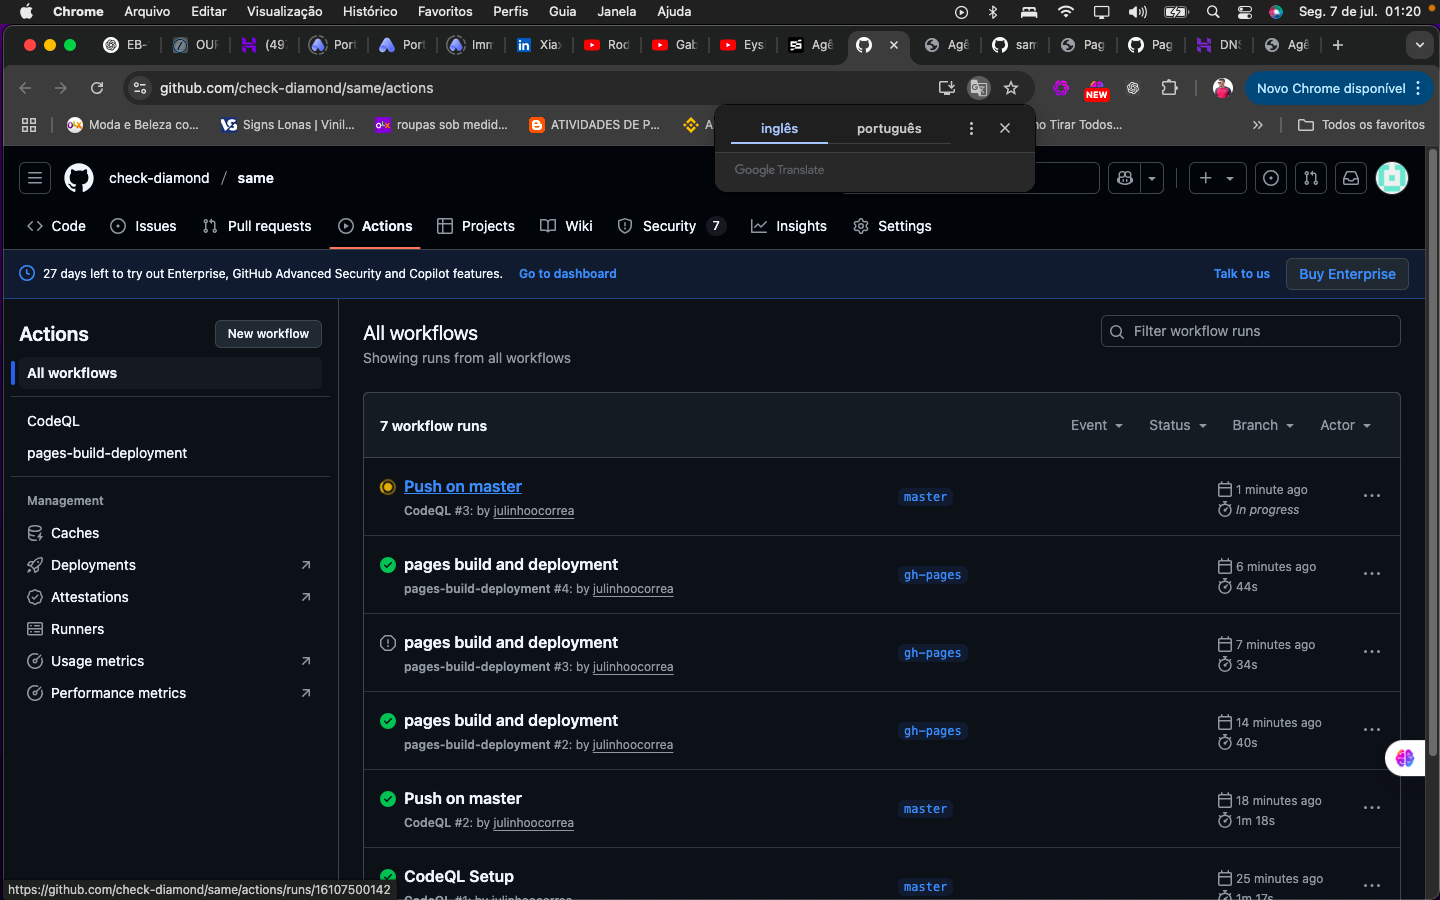 Chrome Arquivo Editar Visualização Histórico Favoritos Perfis Guia Janela Ajuda Seg. 7 de jul. 01:20
EB- OUF (49: Port Port Imm Xia Rod Gab Eys Agê Agê sam Pag Pag DNS Agê
github.com/check-diamond/same/actions NEW Novo Chrome disponível
Moda e Beleza co... Signs Lonas | Vinil... roupas sob medid... ATIVIDADES DE P... A no Tirar Todos... Todos os favoritos
inglês português
Google Translate
check-diamond / same
Code Issues Pull requests Actions Projects Wiki Security 7 Insights Settings
27 days left to try out Enterprise, GitHub Advanced Security and Copilot features. Go to dashboard Talk to us Buy Enterprise
Actions New workflow
All workflows
CodeQL
pages-build-deployment
Management
Caches
Deployments
Attestations
Runners
Usage metrics
Performance metrics
All workflows
Showing runs from all workflows
Filter workflow runs
7 workflow runs Event Status Branch Actor
Push on master
CodeQL #3: by julinhoocorrea
master
1 minute ago
In progress
pages build and deployment
pages-build-deployment #4: by julinhoocorrea
gh-pages
6 minutes ago
44s
pages build and deployment
pages-build-deployment #3: by julinhoocorrea
gh-pages
7 minutes ago
34s
pages build and deployment
pages-build-deployment #2: by julinhoocorrea
gh-pages
14 minutes ago
40s
Push on master
CodeQL #2: by julinhoocorrea
master
18 minutes ago
1m 18s
CodeQL Setup
CodeQL #1: by julinhoocorrea
master
25 minutes ago
1m 17s
https://github.com/check-diamond/same/actions/runs/16107500142